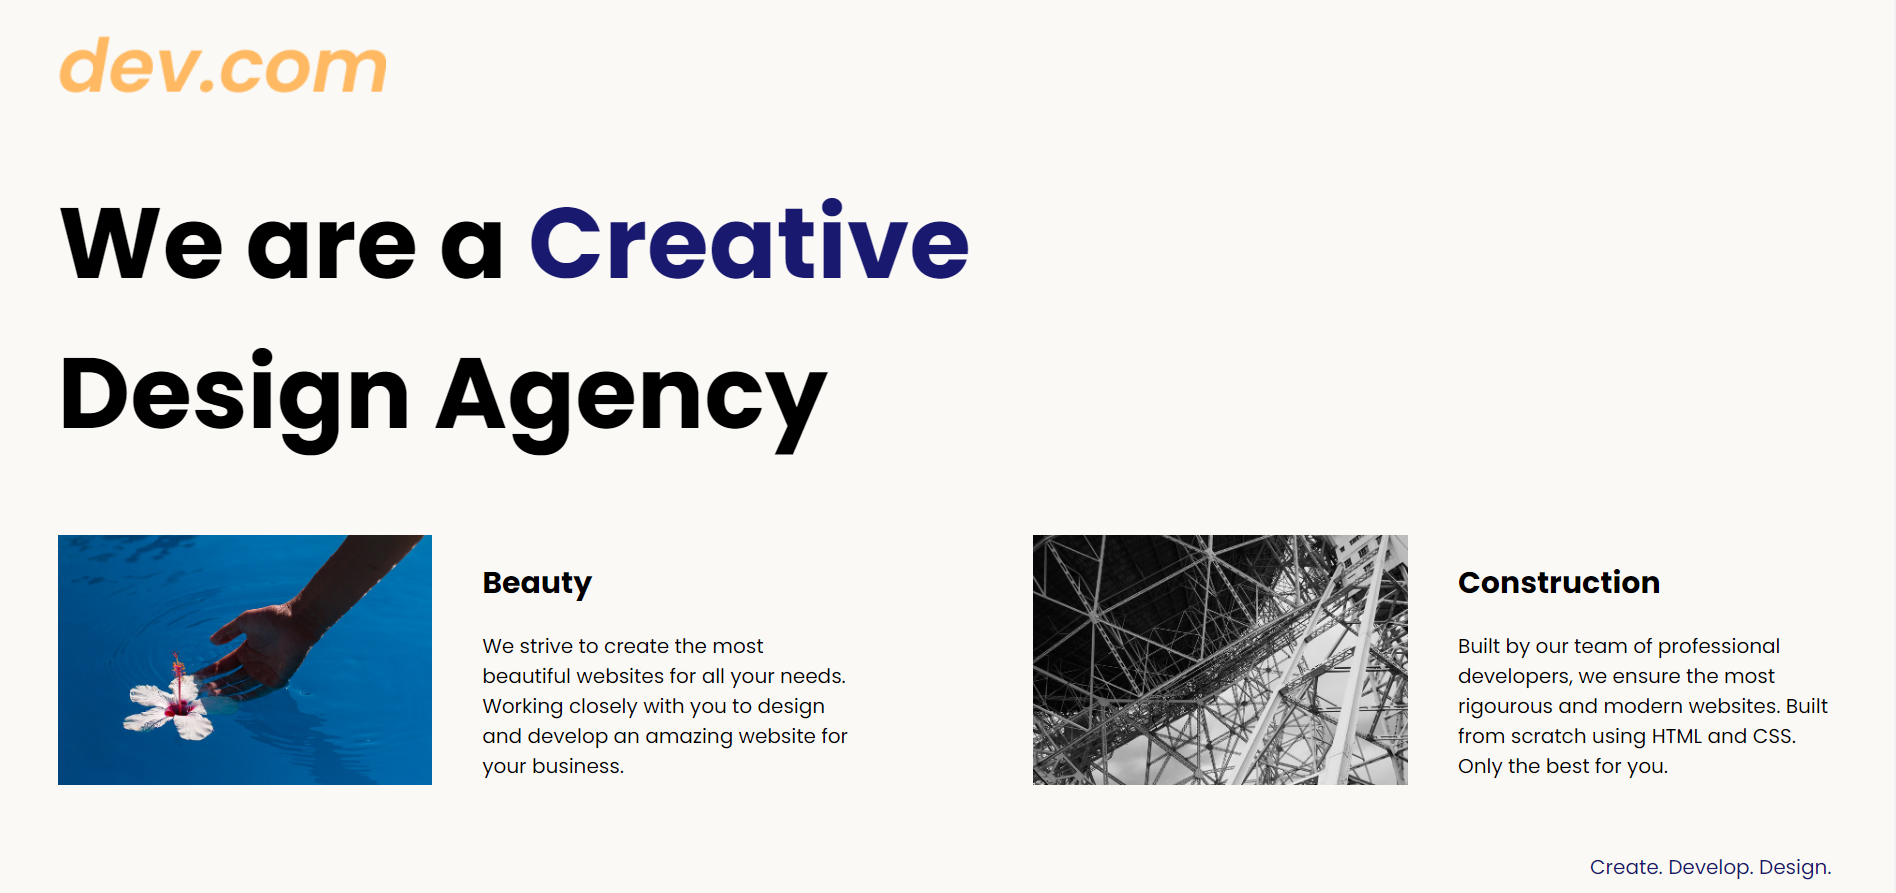 dev.com
We are a Creative
Design Agency
Beauty
We strive to create the most
beautiful websites for all your needs.
Working closely with you to design
and develop an amazing website for
your business.
Construction
Built by our team of professional
developers, we ensure the most
rigourous and modern websites. Built
from scratch using HTML and CSS.
Only the best for you.
Create. Develop. Design.